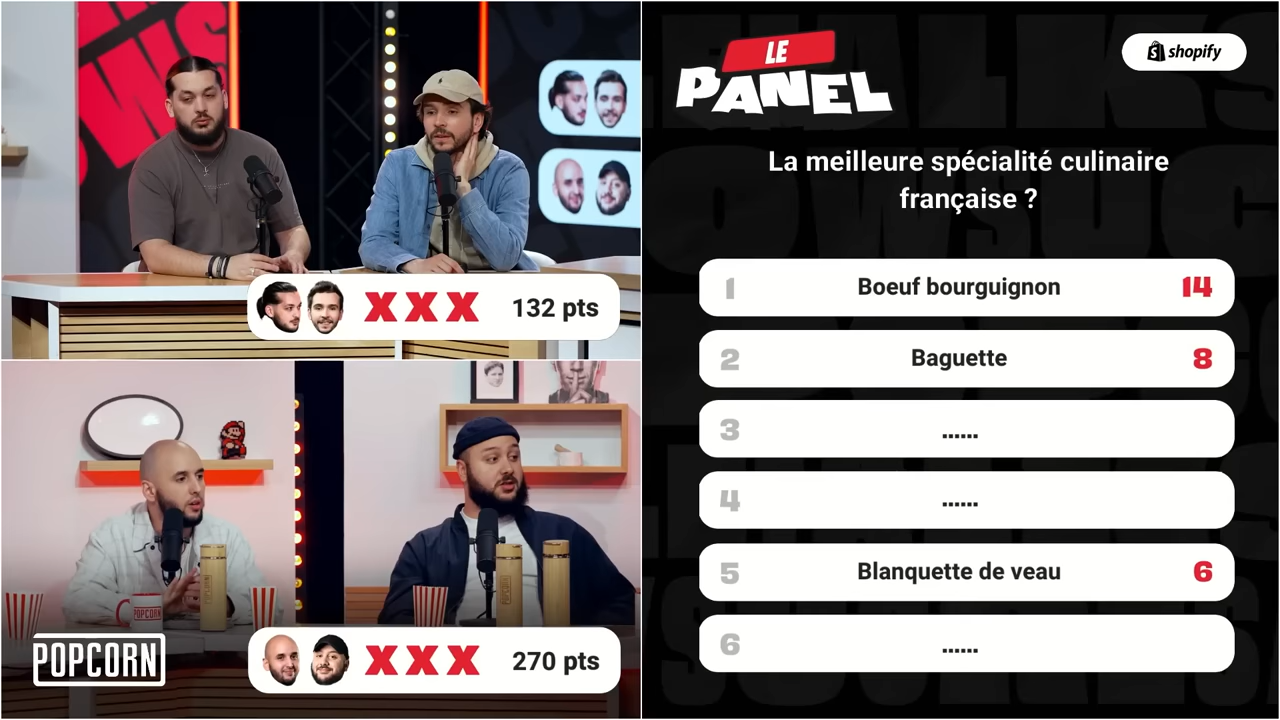 XXX 132 pts
POPCORN
POPCORN
XXX 270 pts
LE
PANEL
shopify
La meilleure spécialité culinaire
française ?
1 Boeuf bourguignon 14
2 Baguette 8
3 ......
4 ......
5 Blanquette de veau 6
6 ......